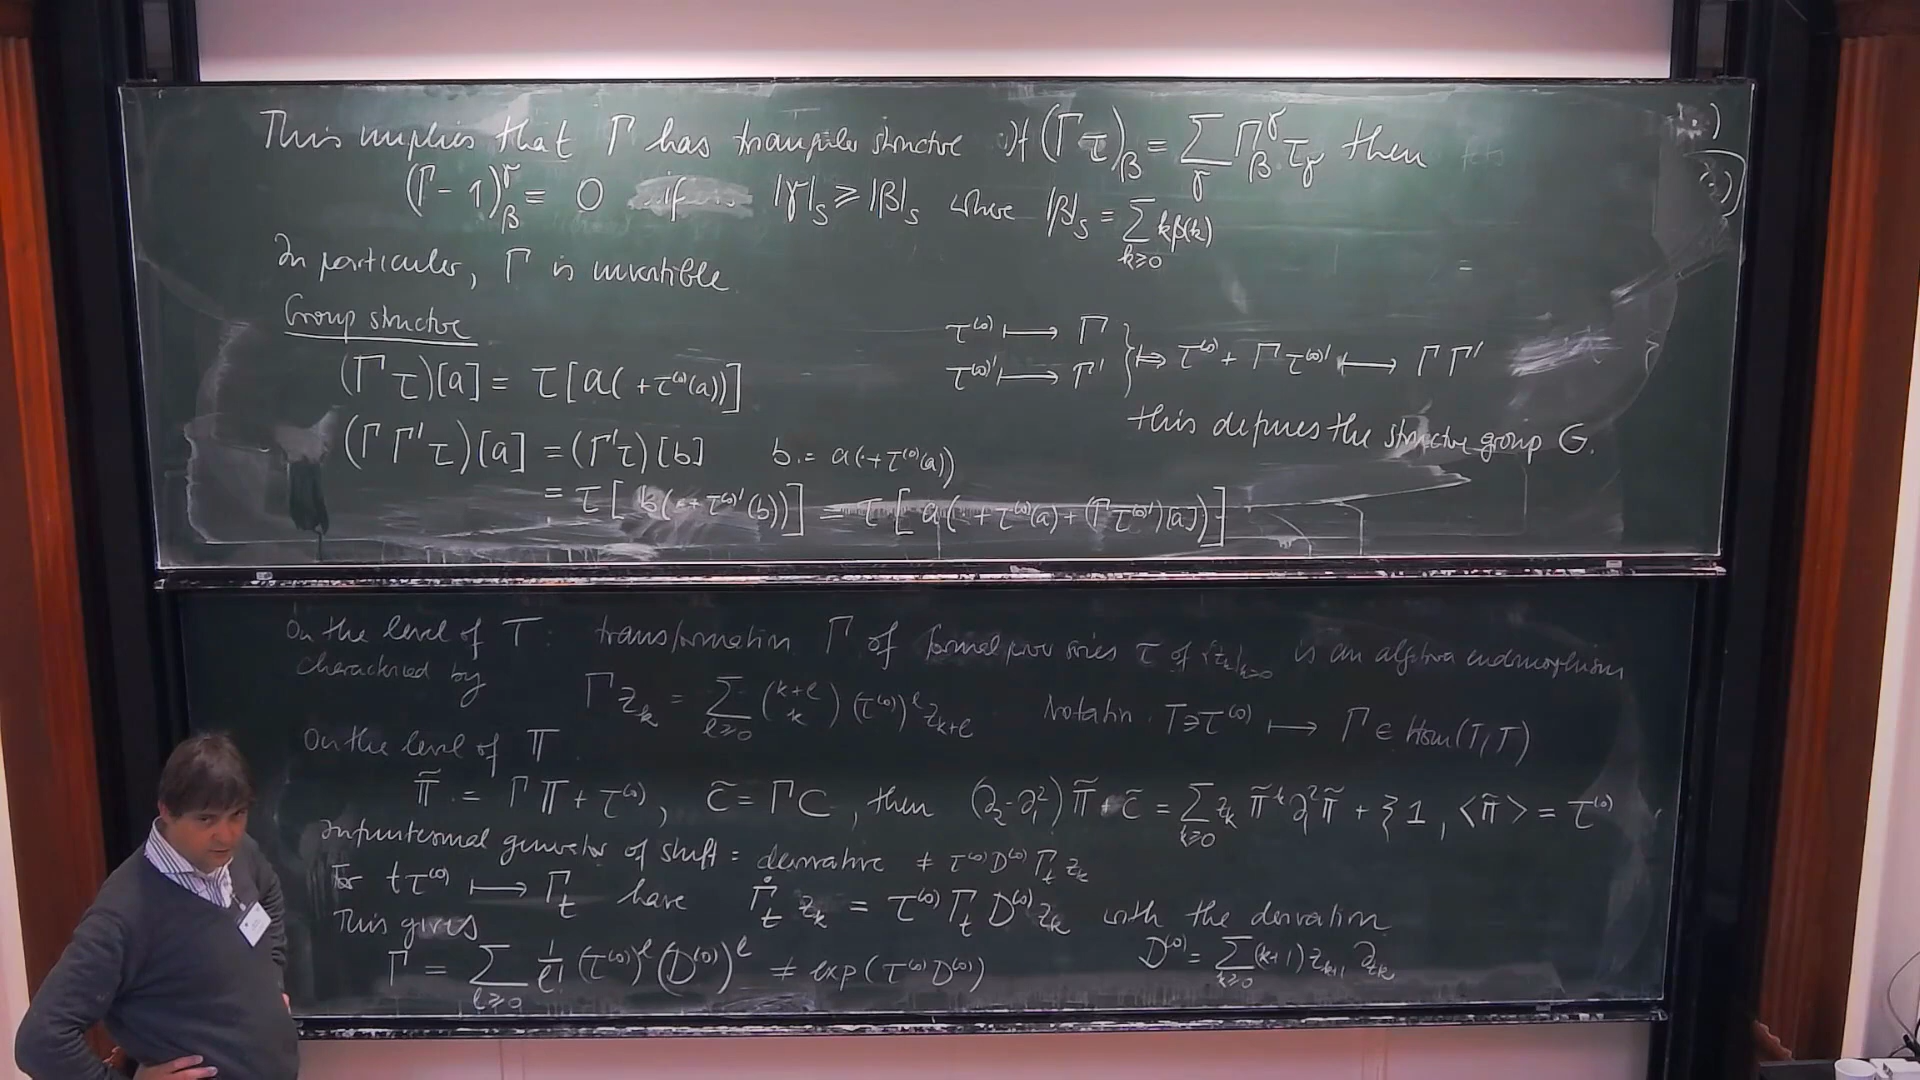 This implies that Γ has triangular structure If (Γτ)_β = Σ_γ Γ_β^γ τ_γ then
(Γ-1)_β^γ = 0 if |γ|_s ≥ |β|_s where |β|_s = Σ_{k≥0} kβ(k)
In particular, Γ is invertible.
Group structure
τ^(0) ⟼ Γ
τ^(0)' ⟼ Γ' } ⟹ τ^(0) + Γτ^(0)' ⟼ ΓΓ'
(Γτ)[a] = τ[a(·+τ^(0)(a))]
this defines the structure group G.
(ΓΓ'τ)[a] = (Γ'τ)[b] b := a(·+τ^(0)(a))
= τ[b(·+τ^(0)'(b))] = τ[a(·+τ^(0)(a)+(Γτ^(0)')[a])]
On the level of T: transformation Γ of formal power series τ of {z_k}_{k≥0} is an algebra endomorphism
characterized by Γz_k = Σ_{l≥0} (k+l choose k) (τ^(0))^l z_{k+l} Notation. T∋τ^(0) ⟼ Γ ∈ Hom(T,T)
On the level of Π
Π̃ := ΓΠ + τ^(0), c̃ = Γc, then (∂_2-∂_1^2)Π̃ + c̃ = Σ_{k≥0} z_k Π̃^k ∂_1^2 Π̃ + ξ1, <Π̃> = τ^(0)
Infinitesimal generator of shift = derivative ≠ τ^(0) D^(0) Γ_t z_k
For tτ^(0) ⟼ Γ_t have Γ̇_t z_k = τ^(0) Γ_t D^(0) z_k with the derivation
This gives
Γ = Σ_{l≥0} 1/l! (τ^(0))^l (D^(0))^l ≠ exp(τ^(0) D^(0)) D^(0) = Σ_{k≥0} (k+1) z_{k+1} ∂_{z_k}